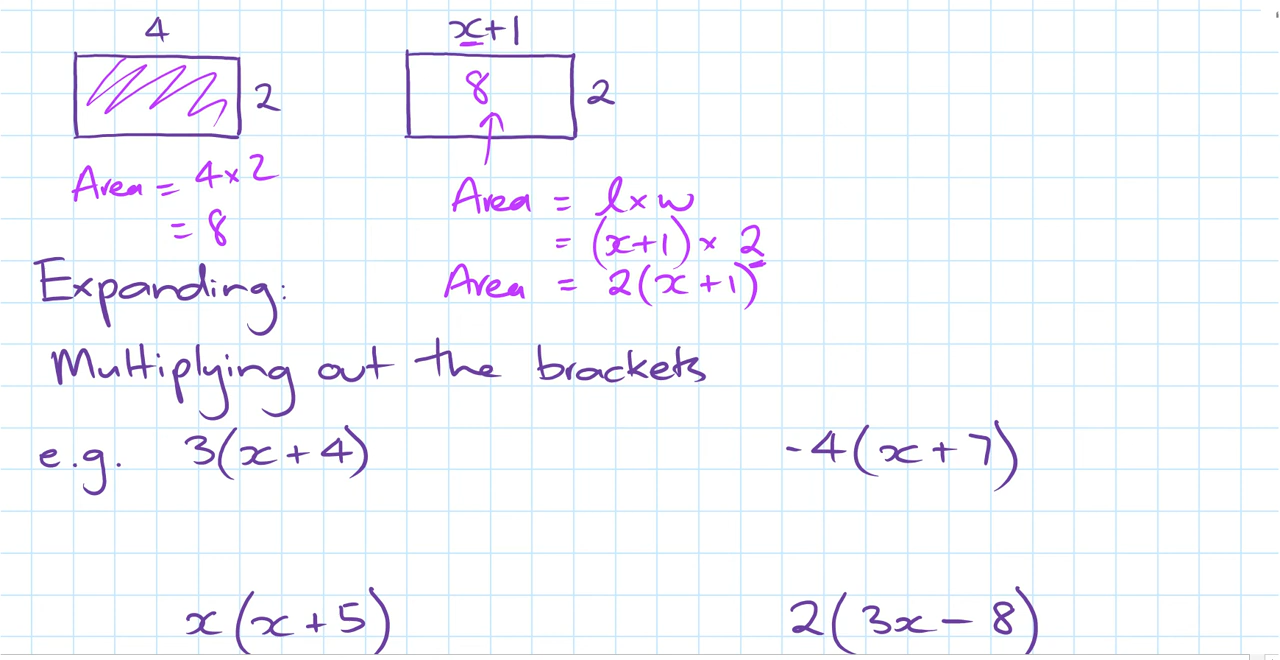 4 x+1
8 2
2
Area = 4 × 2
= 8
Area = l × w
= (x+1) × 2
Area = 2(x+1)
Expanding:
Multiplying out the brackets
e.g. 3(x+4) -4(x+7)
x(x+5) 2(3x-8)